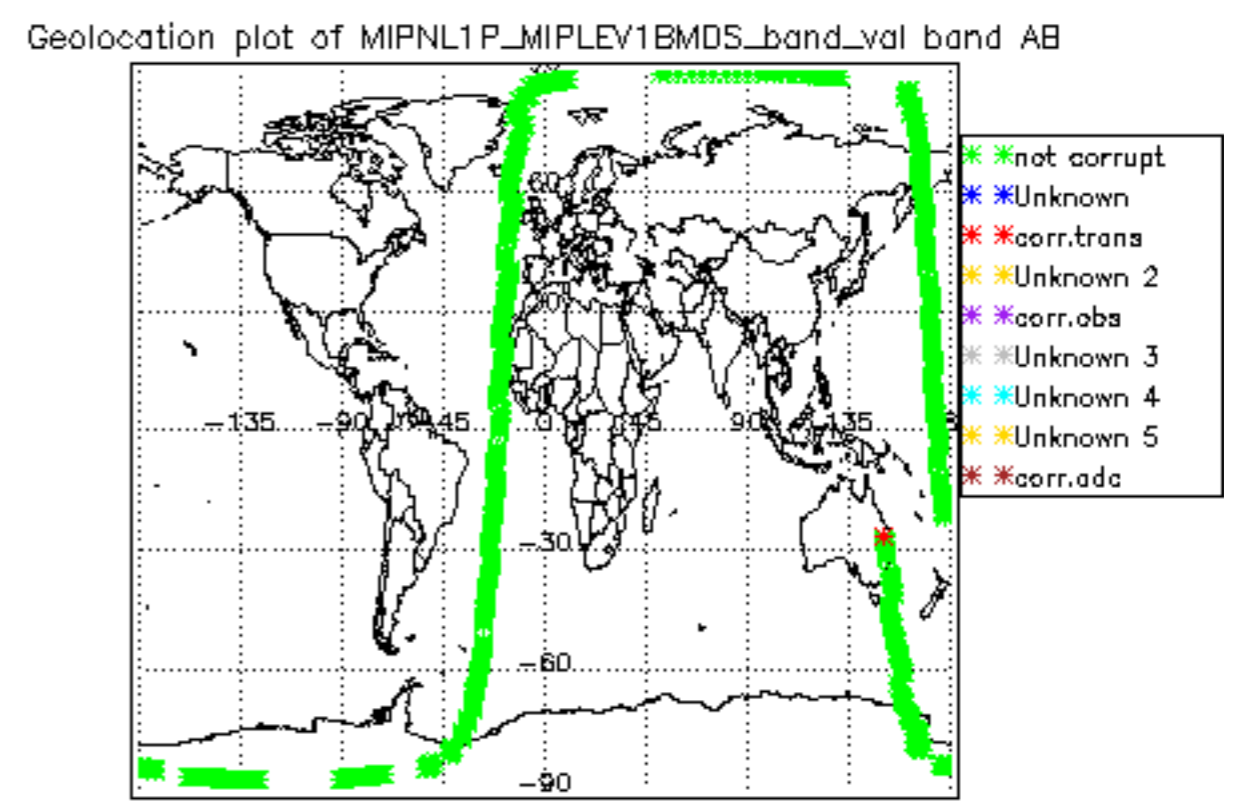 Geolocation plot of MIPNL1P_MIPLEV1BMDS_band_val band AB
60
-135 -90 -45 0 45 90 135
-30
-60
-90
not corrupt
Unknown
corr.trans
Unknown 2
corr.obs
Unknown 3
Unknown 4
Unknown 5
corr.adc